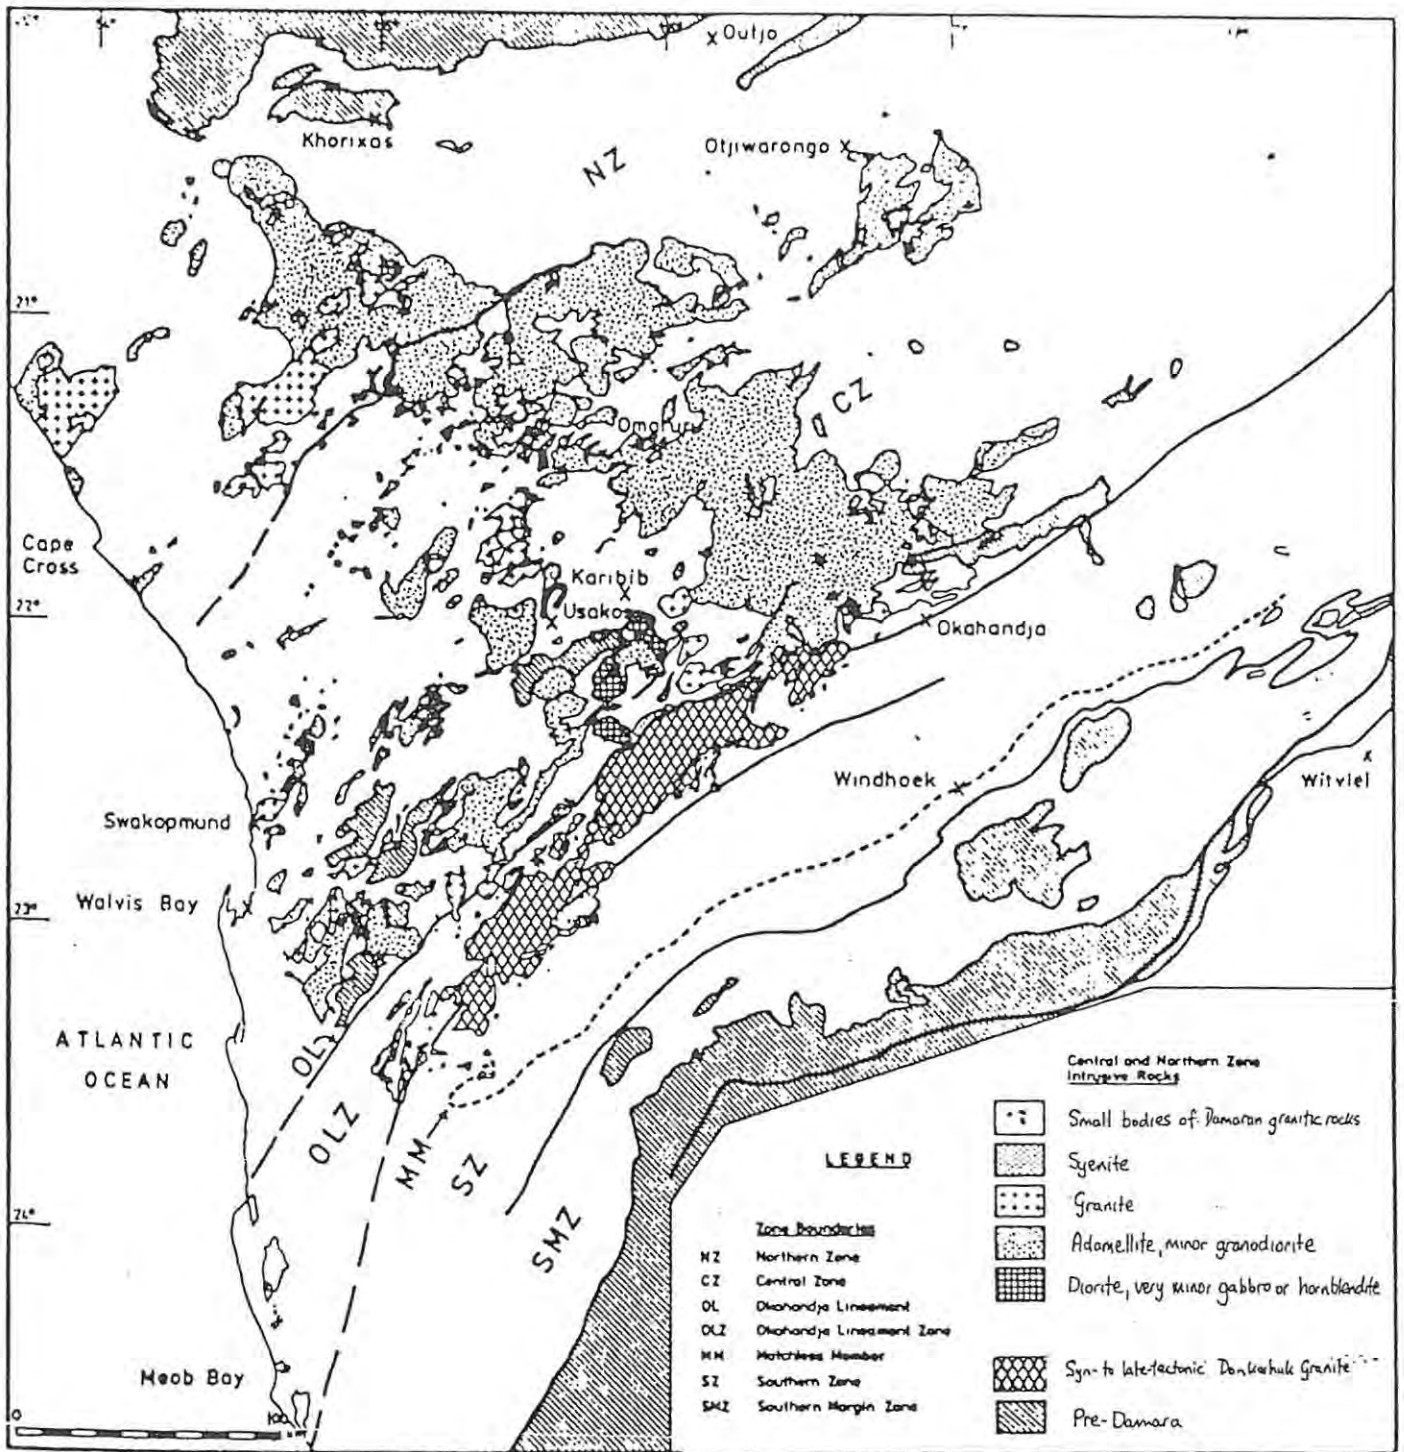 Outjo
Khorixas
NZ
Otjiwarongo
21°
CZ
Omaruru
Cape
Cross
Karibib
22°
Usakos
Okahandja
Windhoek
Witvlei
Swakopmund
Walvis Bay
23°
ATLANTIC
OCEAN
OL
OLZ
MM
SZ
SMZ
24°
Meob Bay
0
100
Central and Northern Zone
Intrusive Rocks
Small bodies of Damaran granitic rocks
Syenite
Granite
Adamellite, minor granodiorite
Diorite, very minor gabbro or hornblendite
Syn- to late-tectonic Donkerhuk Granite
Pre-Damara
LEGEND
Zone Boundaries
NZ Northern Zone
CZ Central Zone
OL Okahandja Lineament
OLZ Okahandja Lineament Zone
MM Matchless Member
SZ Southern Zone
SMZ Southern Margin Zone